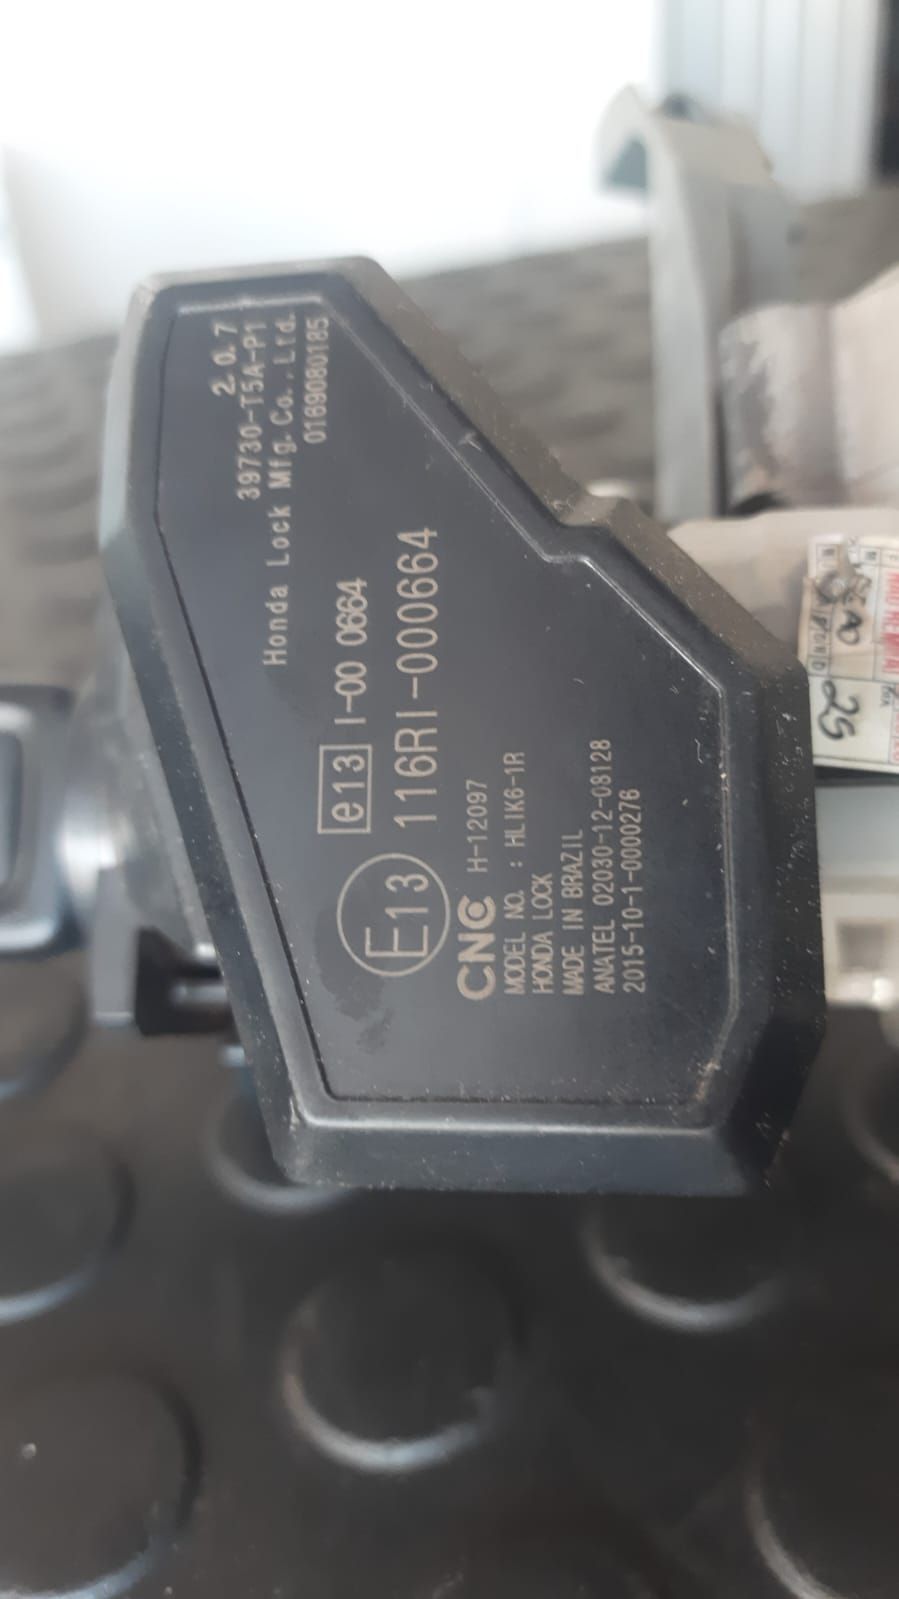 2. 0. 7
39730-T5A-P1
Honda Lock Mfg. Co., Ltd.
0169080185
e13 I-00 0664
E13 116RI-000664
CNC H-12097
MODEL NO. : HLIK6-1R
HONDA LOCK
MADE IN BRAZIL
ANATEL 02030-12-08128
2015-10-1-0000276
25